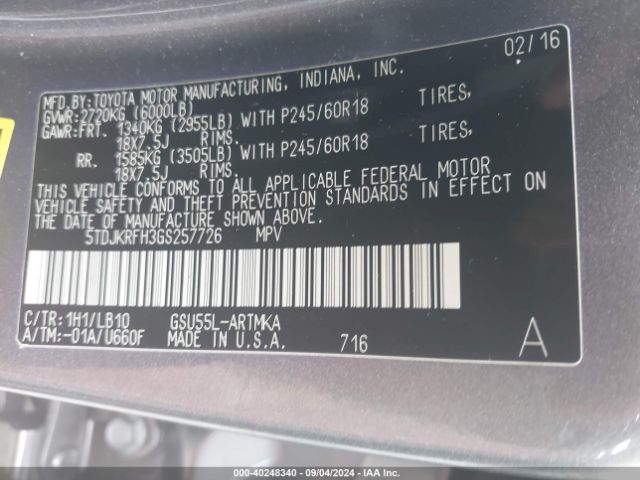 02/16
MFD.BY:TOYOTA MOTOR MANUFACTURING, INDIANA, INC.
GVWR:2720KG (6000LB)
GAWR:FRT. 1340KG (2955LB) WITH P245/60R18 TIRES,
18X7.5J RIMS.
RR. 1585KG (3505LB) WITH P245/60R18 TIRES,
18X7.5J RIMS.
THIS VEHICLE CONFORMS TO ALL APPLICABLE FEDERAL MOTOR
VEHICLE SAFETY AND THEFT PREVENTION STANDARDS IN EFFECT ON
THE DATE OF MANUFACTURE SHOWN ABOVE.
5TDJKRFH3GS257726 MPV
C/TR:1H1/LB10 GSU55L-ARTMKA
A/TM:-01A/U660F MADE IN U.S.A. 716 A
000-40248340 - 09/04/2024 - IAA Inc.